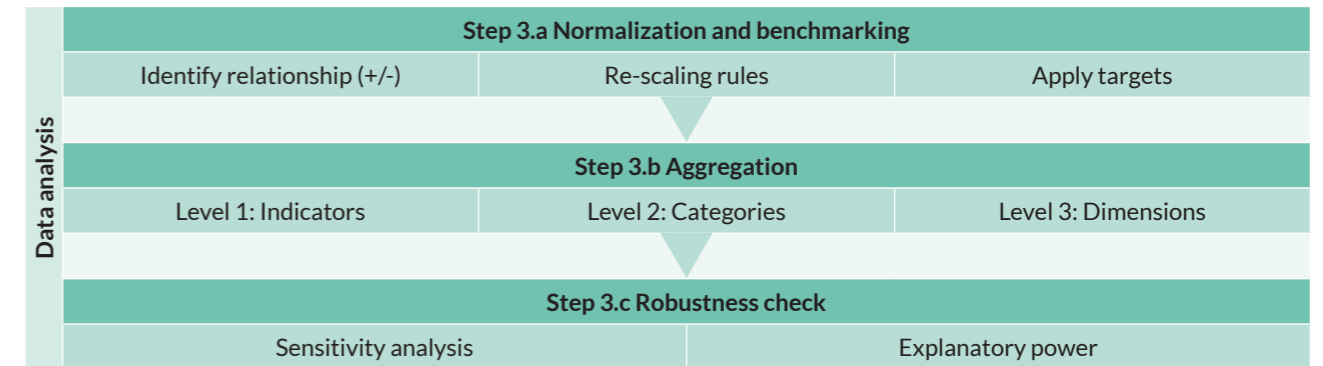 Data analysis
Step 3.a Normalization and benchmarking
Identify relationship (+/-)
Re-scaling rules
Apply targets
Step 3.b Aggregation
Level 1: Indicators
Level 2: Categories
Level 3: Dimensions
Step 3.c Robustness check
Sensitivity analysis
Explanatory power